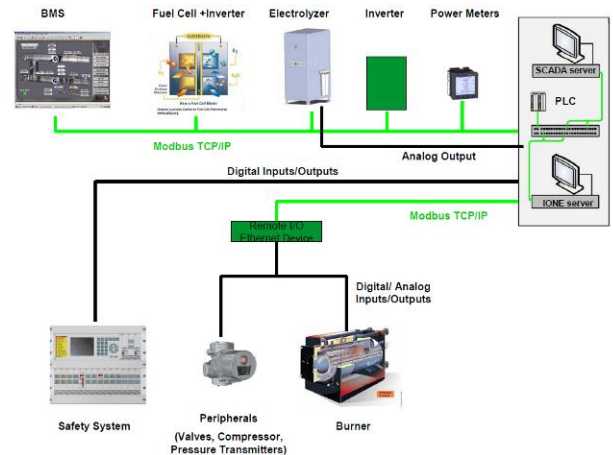 BMS
Fuel Cell +Inverter
Electrolyzer
Inverter
Power Meters
SCADA server
PLC
Modbus TCP/IP
Analog Output
Digital Inputs/Outputs
IONE server
Modbus TCP/IP
Remote I/O
Ethernet Device
Digital/ Analog
Inputs/Outputs
Safety System
Peripherals
(Valves, Compressor,
Pressure Transmitters)
Burner